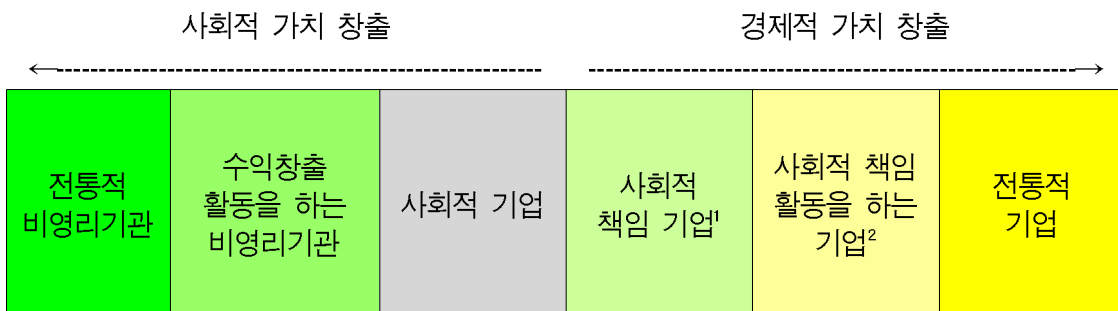 사회적 가치 창출
경제적 가치 창출
전통적
비영리기관
수익창출
활동을 하는
비영리기관
사회적 기업
사회적
책임 기업¹
사회적 책임
활동을 하는
기업²
전통적
기업